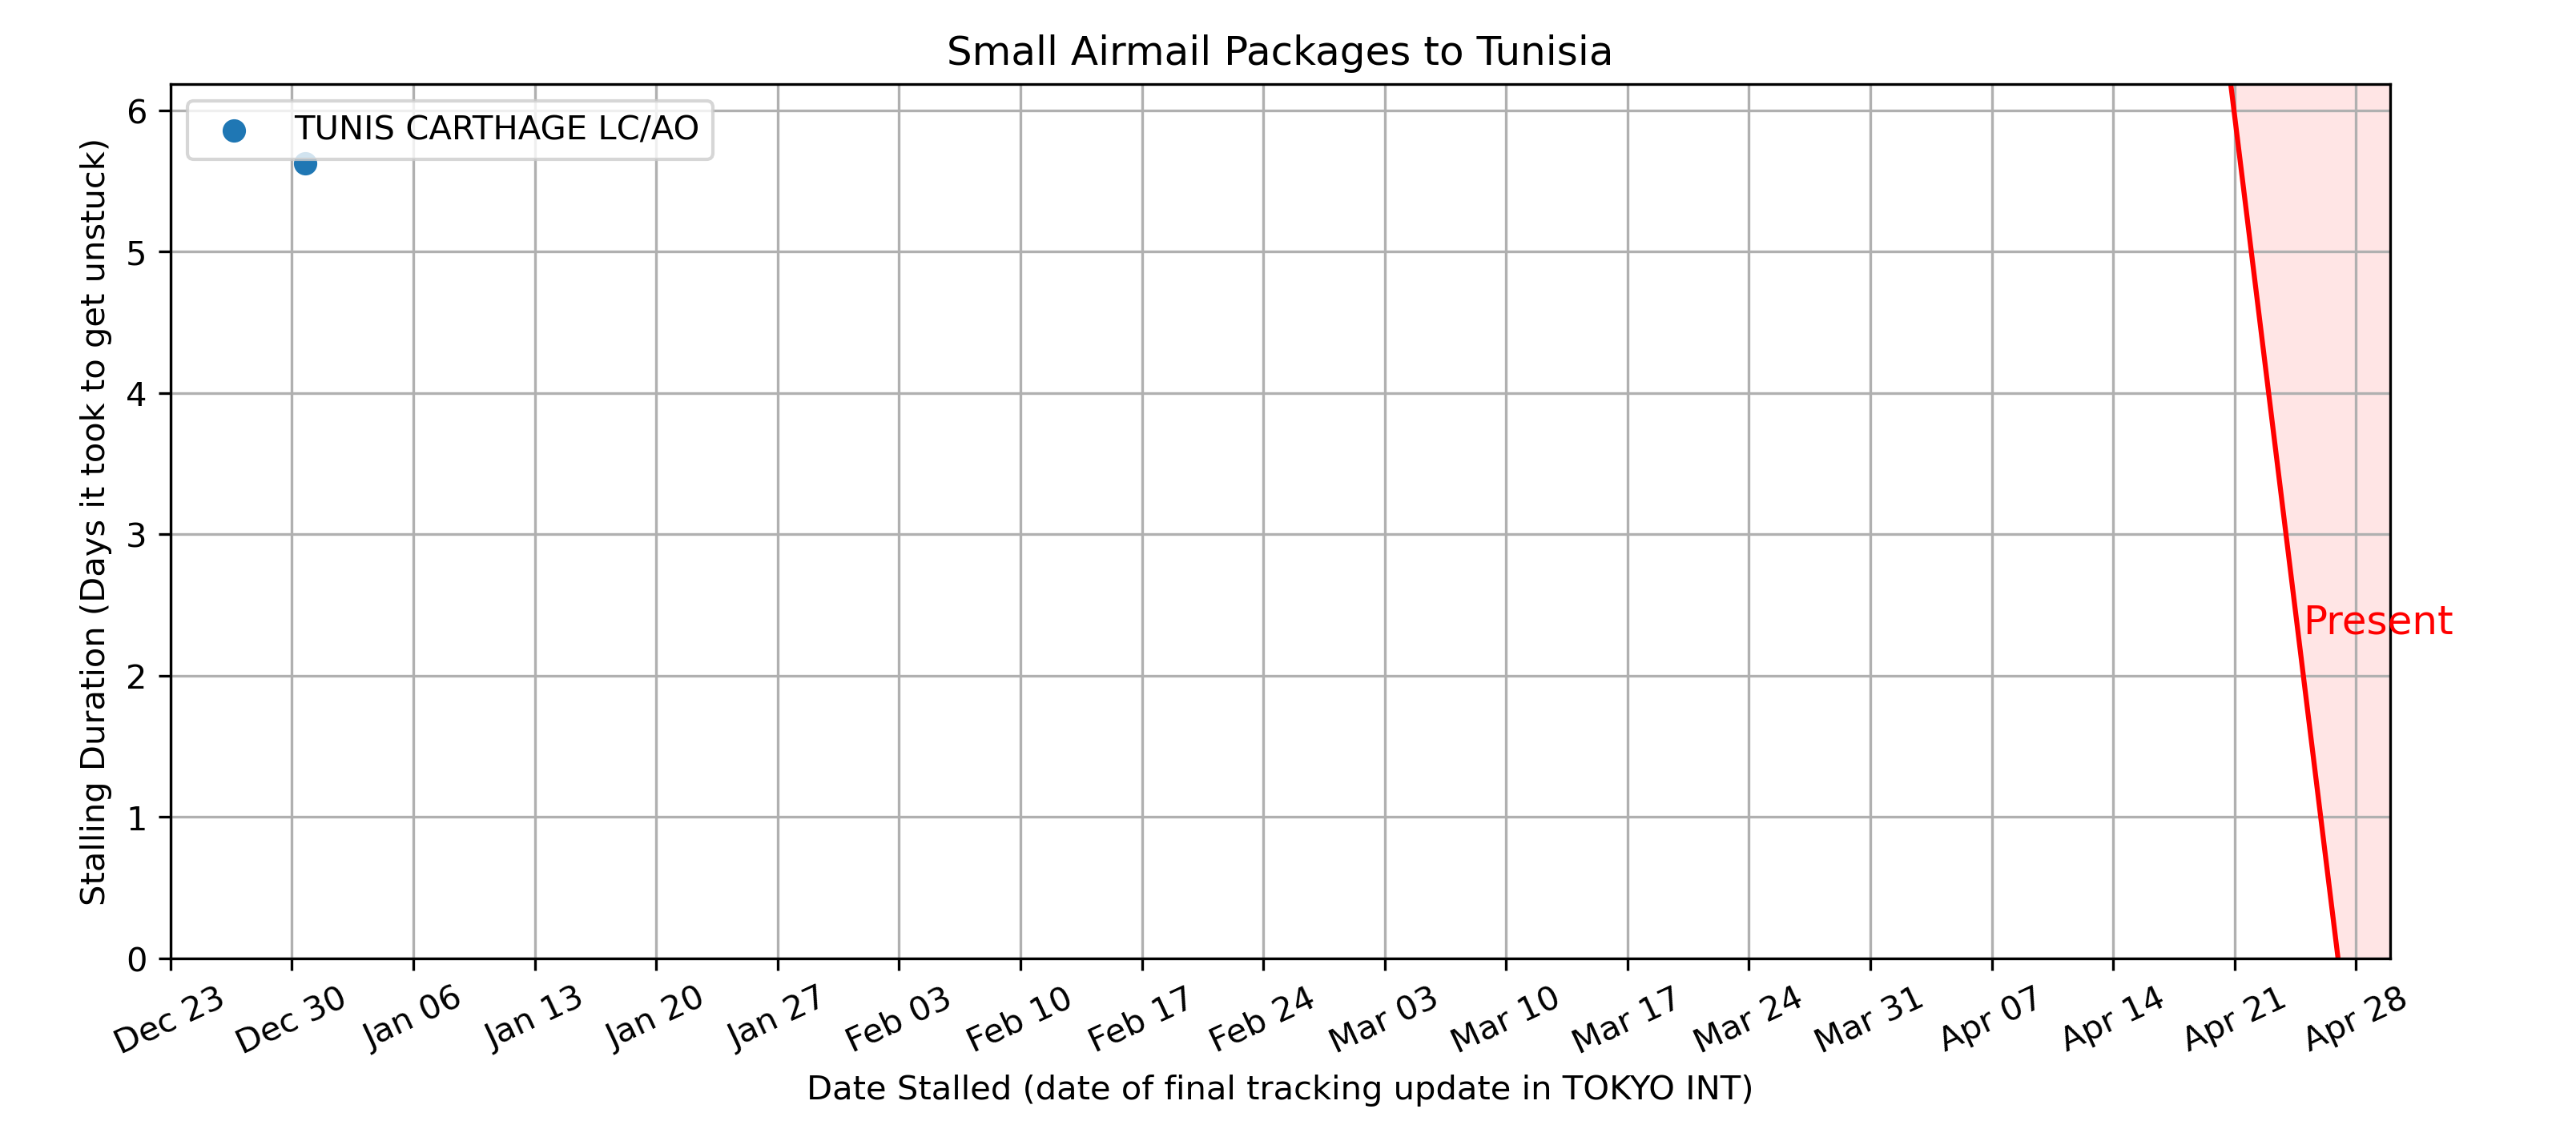 Small Airmail Packages to Tunisia
TUNIS CARTHAGE LC/AO
Stalling Duration (Days it took to get unstuck)
6
5
4
3
2
1
0
Present
Dec 23
Dec 30
Jan 06
Jan 13
Jan 20
Jan 27
Feb 03
Feb 10
Feb 17
Feb 24
Mar 03
Mar 10
Mar 17
Mar 24
Mar 31
Apr 07
Apr 14
Apr 21
Apr 28
Date Stalled (date of final tracking update in TOKYO INT)